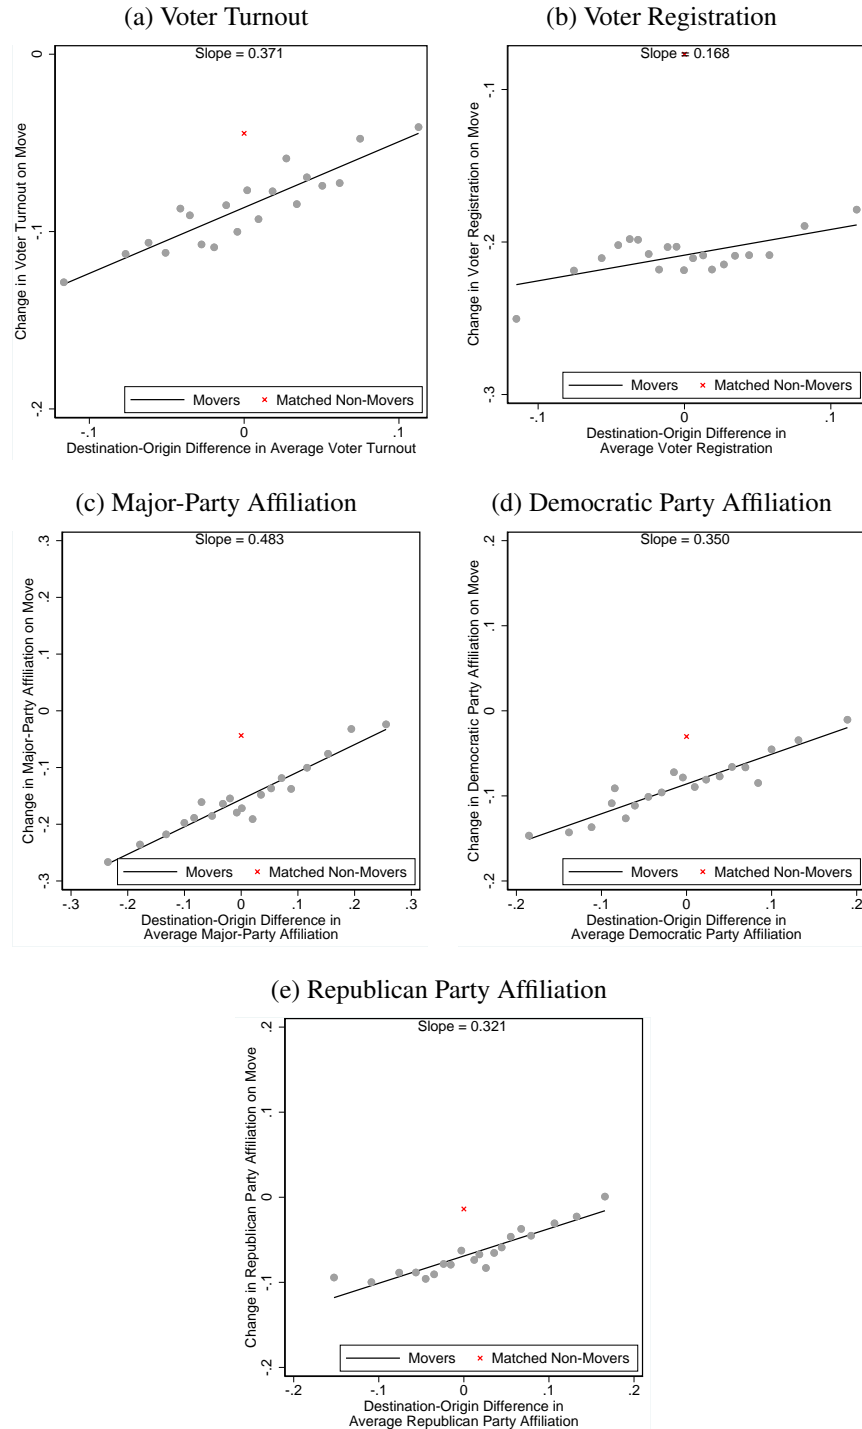 (a) Voter Turnout
Slope = 0.371
Change in Voter Turnout on Move
0
-.1
-.2
-.1
0
.1
Destination-Origin Difference in Average Voter Turnout
Movers
Matched Non-Movers
(b) Voter Registration
Slope = 0.168
Change in Voter Registration on Move
-.1
-.2
-.3
-.1
0
.1
Destination-Origin Difference in
Average Voter Registration
Movers
Matched Non-Movers
(c) Major-Party Affiliation
Slope = 0.483
Change in Major-Party Affiliation on Move
.3
.2
.1
0
-.1
-.2
-.3
-.3
-.2
-.1
0
.1
.2
.3
Destination-Origin Difference in
Average Major-Party Affiliation
Movers
Matched Non-Movers
(d) Democratic Party Affiliation
Slope = 0.350
Change in Democratic Party Affiliation on Move
.2
.1
0
-.1
-.2
-.2
-.1
0
.1
.2
Destination-Origin Difference in
Average Democratic Party Affiliation
Movers
Matched Non-Movers
(e) Republican Party Affiliation
Slope = 0.321
Change in Republican Party Affiliation on Move
.2
.1
0
-.1
-.2
-.2
-.1
0
.1
.2
Destination-Origin Difference in
Average Republican Party Affiliation
Movers
Matched Non-Movers